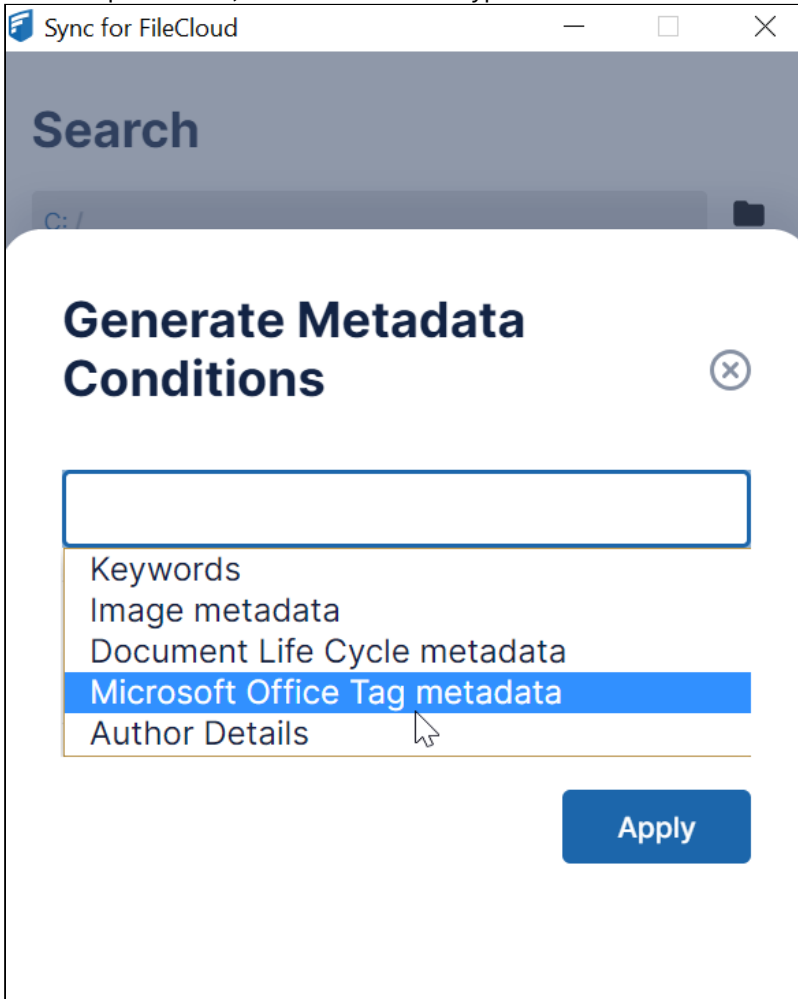 Sync for FileCloud
Search
C: /
Generate Metadata
Conditions
Keywords
Image metadata
Document Life Cycle metadata
Microsoft Office Tag metadata
Author Details
Apply